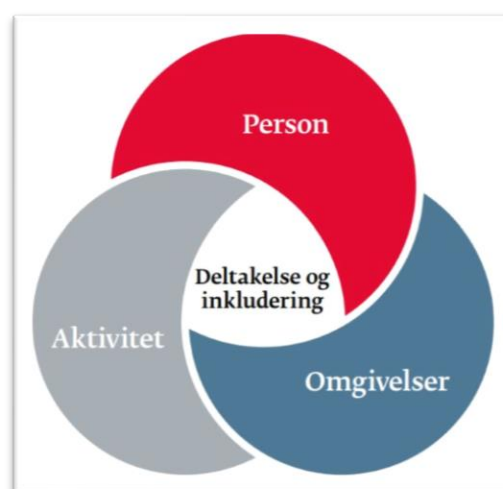 Person
Deltakelse og
inkludering
Aktivitet
Omgivelser